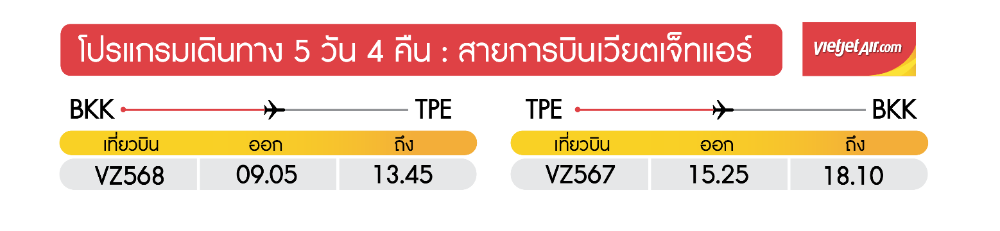 โปรแกรมเดินทาง 5 วัน 4 คืน : สายการบินเวียตเจ็ทแอร์
vietjetAir.com
BKK TPE
เที่ยวบิน ออก ถึง
VZ568 09.05 13.45
TPE BKK
เที่ยวบิน ออก ถึง
VZ567 15.25 18.10